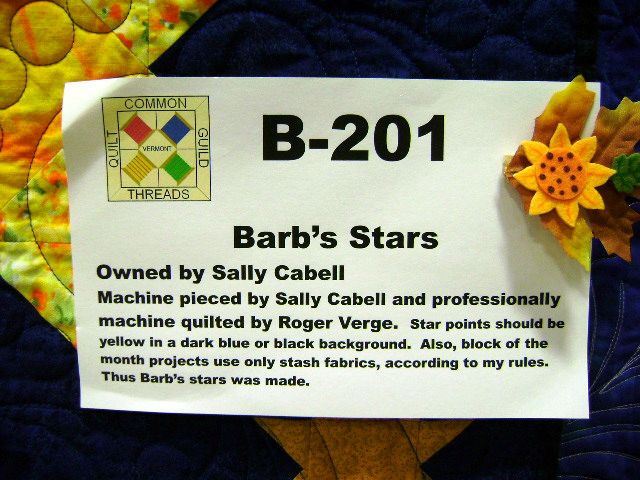 COMMON
QUILT
GUILD
VERMONT
THREADS
B-201
Barb's Stars
Owned by Sally Cabell
Machine pieced by Sally Cabell and professionally
machine quilted by Roger Verge. Star points should be
yellow in a dark blue or black background. Also, block of the
month projects use only stash fabrics, according to my rules.
Thus Barb's stars was made.